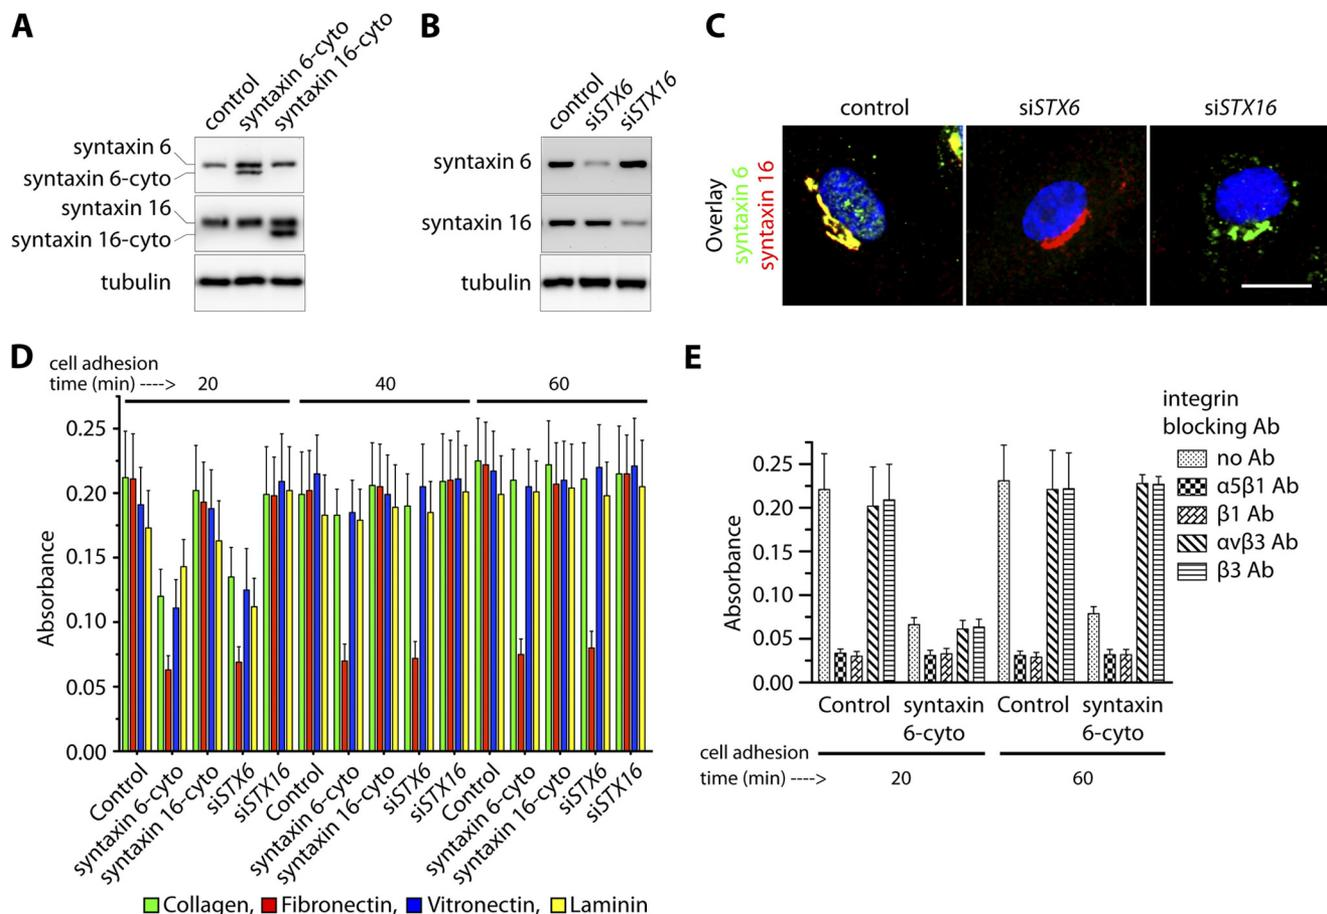 A
control
syntaxin 6-cyto
syntaxin 16-cyto
syntaxin 6
syntaxin 6-cyto
syntaxin 16
syntaxin 16-cyto
tubulin
B
control
siSTX6
siSTX16
syntaxin 6
syntaxin 16
tubulin
C
control
siSTX6
siSTX16
Overlay
syntaxin 6
syntaxin 16
D
cell adhesion
time (min) ----> 20 40 60
Absorbance
0.25
0.20
0.15
0.10
0.05
0.00
Control
syntaxin 6-cyto
syntaxin 16-cyto
siSTX6
siSTX16
Control
syntaxin 6-cyto
syntaxin 16-cyto
siSTX6
siSTX16
Control
syntaxin 6-cyto
syntaxin 16-cyto
siSTX6
siSTX16
Collagen, Fibronectin, Vitronectin, Laminin
E
integrin
blocking Ab
no Ab
α5β1 Ab
β1 Ab
αvβ3 Ab
β3 Ab
Absorbance
0.25
0.20
0.15
0.10
0.05
0.00
Control syntaxin Control syntaxin
6-cyto 6-cyto
cell adhesion
time (min) ----> 20 60